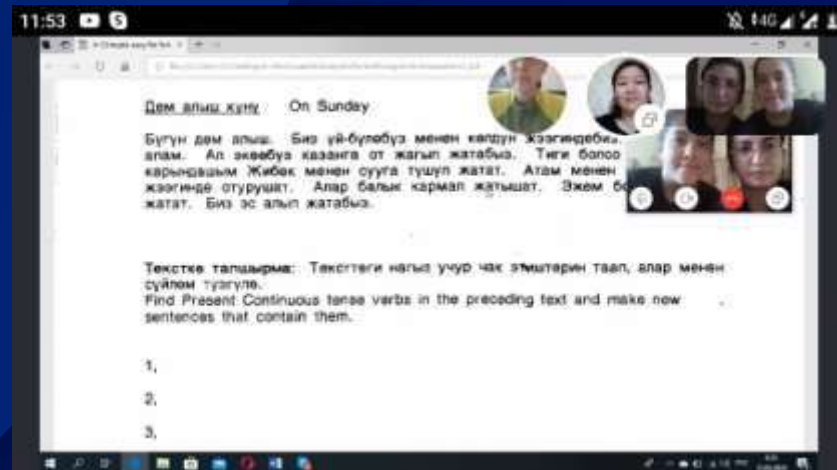 11:53
4G
Дем алыш күнү On Sunday
Бүгүн дем алыш. Биз үй-бүлөбүз менен көлдүн жээгиндебиз.
апам. Ал экөөбүз казанга от жагып жатабыз. Тиги болсо
карындашым Жибек менен сууга түшүп жатат. Атам менен
жээгинде отурушат. Алар балык кармап жатышат. Эжем
жатат. Биз эс алып жатабыз.
Текстке тапшырма: Тексттеги нагыз учур чак этиштерин таап, алар менен
сүйлөм түзгүлө.
Find Present Continuous tense verbs in the preceding text and make new
sentences that contain them.
1,
2,
3,